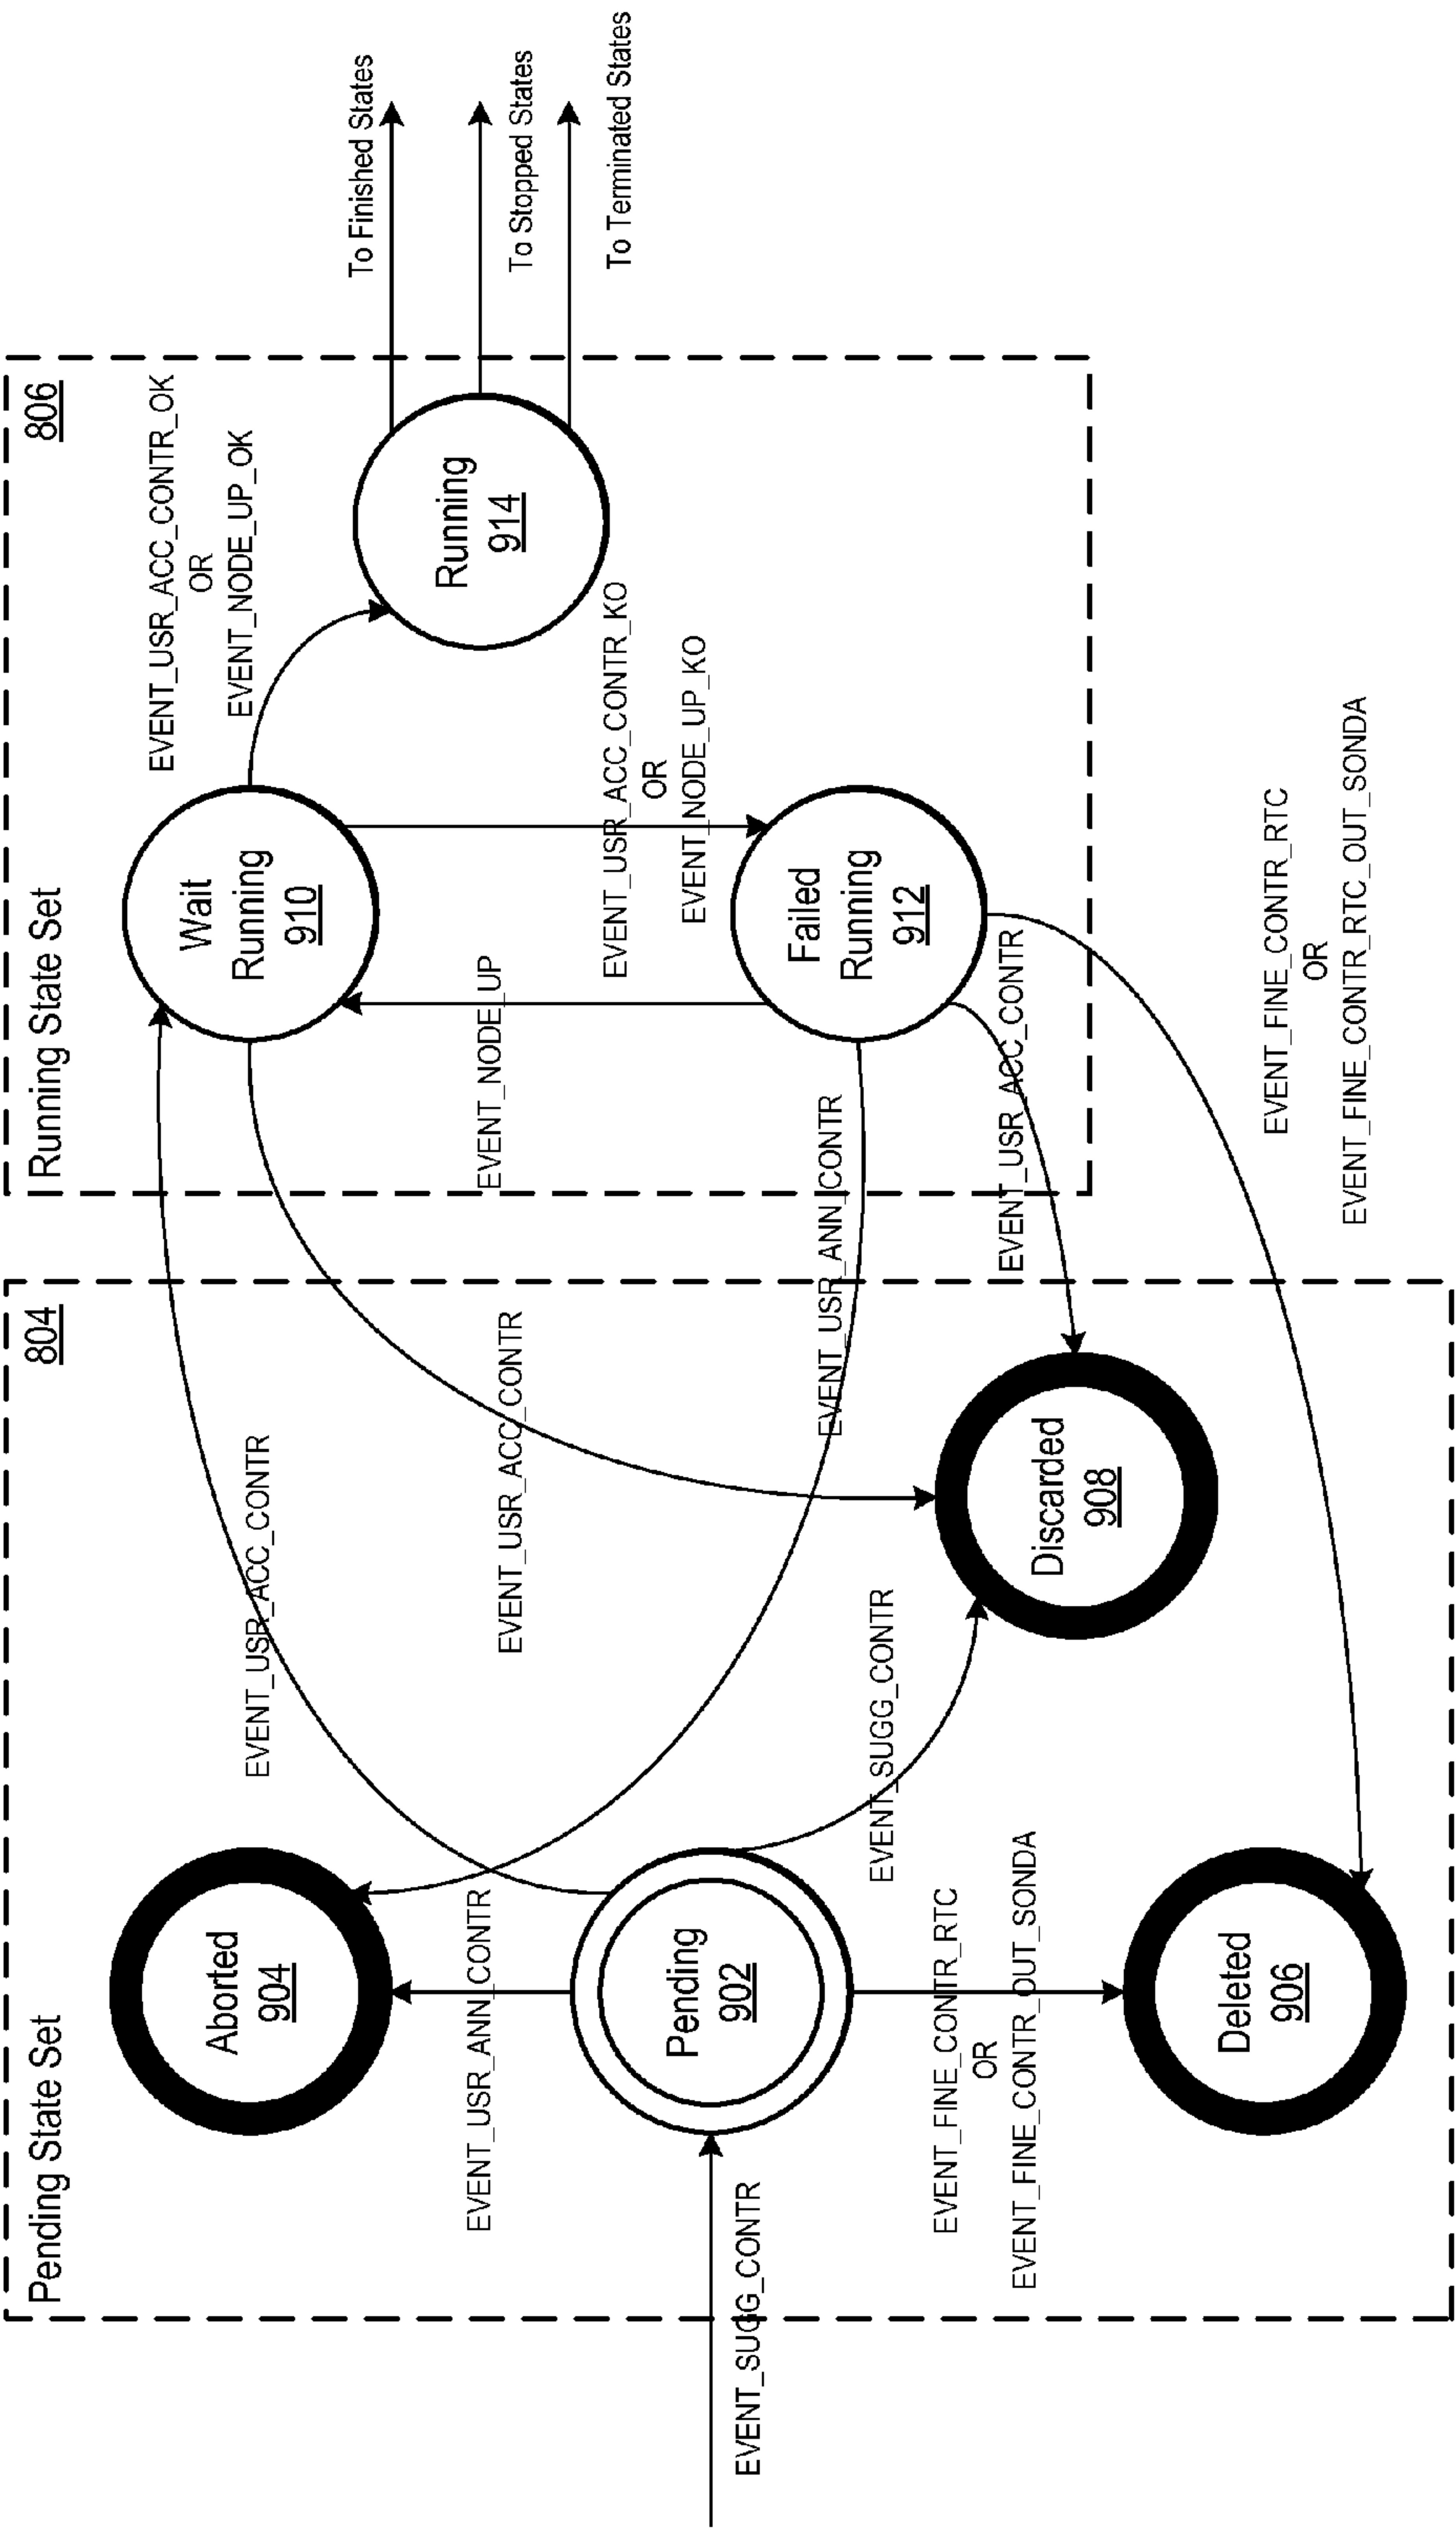 Pending State Set
804
Running State Set
806
Aborted
904
EVENT_USR_ACC_CONTR
Wait
Running
910
EVENT_USR_ACC_CONTR_OK
OR
EVENT_NODE_UP_OK
To Finished States
To Stopped States
To Terminated States
EVENT_USR_ANN_CONTR
EVENT_USR_ACC_CONTR
EVENT_NODE_UP
Running
914
EVENT_USR_ACC_CONTR_KO
OR
EVENT_NODE_UP_KO
EVENT_SUGG_CONTR
Pending
902
EVENT_SUGG_CONTR
EVENT_USR_ANN_CONTR
Failed
Running
912
EVENT_FINE_CONTR_RTC
OR
EVENT_FINE_CONTR_OUT_SONDA
Discarded
908
EVENT_USR_ACC_CONTR
Deleted
906
EVENT_FINE_CONTR_RTC
OR
EVENT_FINE_CONTR_RTC_OUT_SONDA